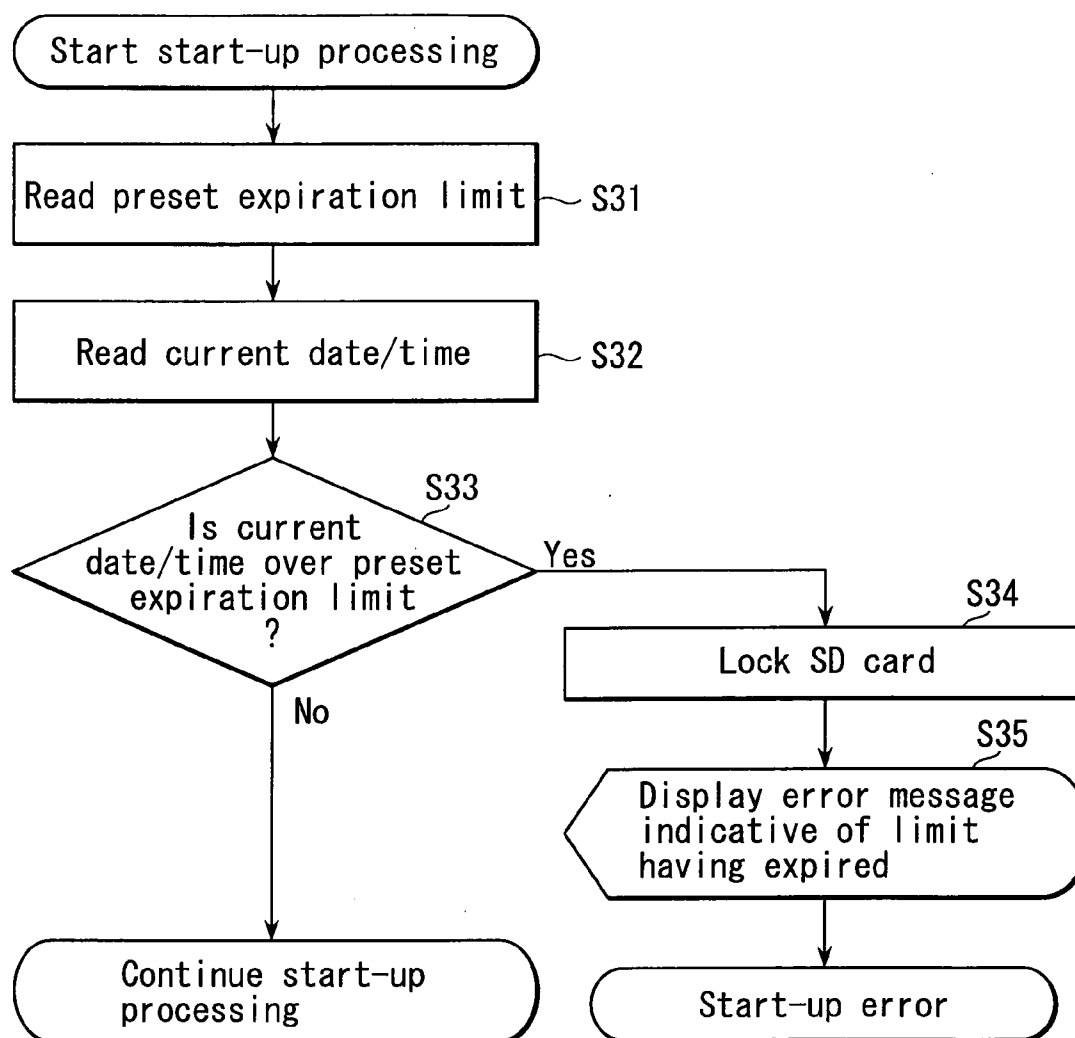 Start start-up processing
Read preset expiration limit
S31
Read current date/time
S32
S33
Is current
date/time over preset
expiration limit
?
Yes
No
S34
Lock SD card
S35
Display error message
indicative of limit
having expired
Continue start-up
processing
Start-up error